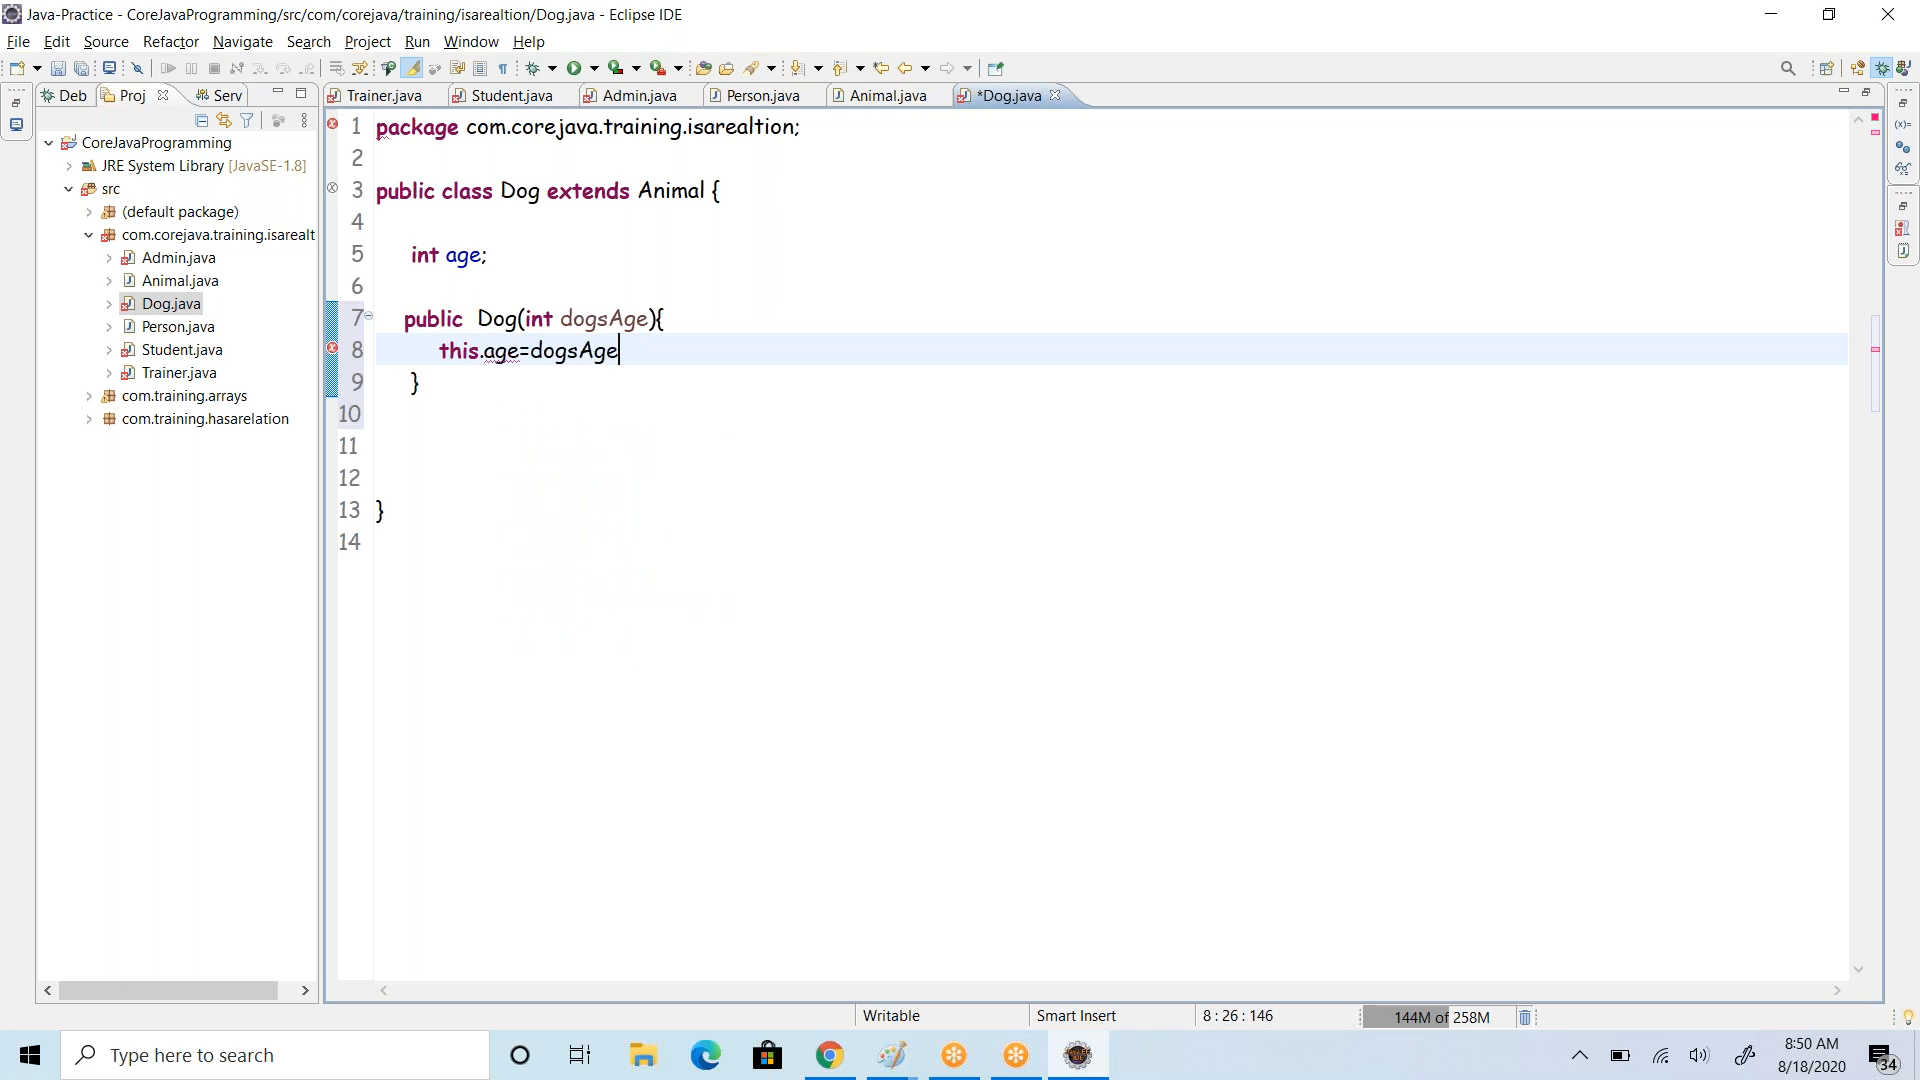 Java-Practice - CoreJavaProgramming/src/com/corejava/training/isarealtion/Dog.java - Eclipse IDE
File Edit Source Refactor Navigate Search Project Run Window Help
Deb Proj Serv
Trainer.java Student.java Admin.java Person.java Animal.java *Dog.java
CoreJavaProgramming
JRE System Library [JavaSE-1.8]
src
(default package)
com.corejava.training.isarealt
Admin.java
Animal.java
Dog.java
Person.java
Student.java
Trainer.java
com.training.arrays
com.training.hasarelation
1 package com.corejava.training.isarealtion;
2
3 public class Dog extends Animal {
4
5 int age;
6
7 public Dog(int dogsAge){
8 this.age=dogsAge
9 }
10
11
12
13 }
14
Writable Smart Insert 8 : 26 : 146 144M of 258M
Type here to search
8:50 AM
8/18/2020
34